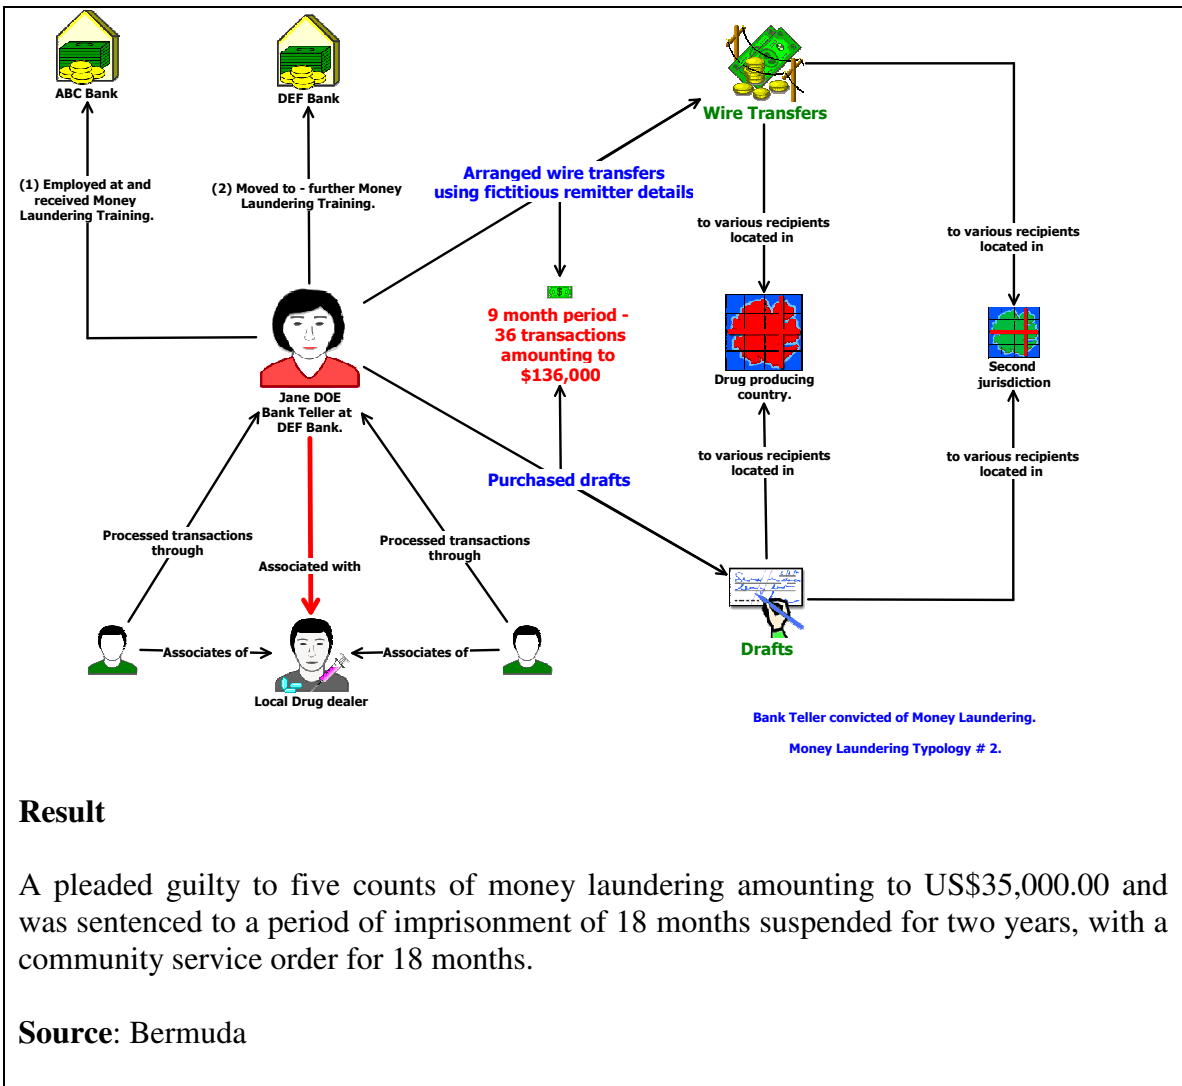 ABC Bank
DEF Bank
Wire Transfers
(1) Employed at and
received Money
Laundering Training.
(2) Moved to - further Money
Laundering Training.
Arranged wire transfers
using fictitious remitter details
to various recipients
located in
to various recipients
located in
9 month period -
36 transactions
amounting to
$136,000
Drug producing
country.
Second
jurisdiction
Jane DOE
Bank Teller at
DEF Bank.
to various recipients
located in
to various recipients
located in
Purchased drafts
Processed transactions
through
Processed transactions
through
Associated with
Associates of
Associates of
Local Drug dealer
Drafts
Bank Teller convicted of Money Laundering.
Money Laundering Typology # 2.
Result
A pleaded guilty to five counts of money laundering amounting to US$35,000.00 and
was sentenced to a period of imprisonment of 18 months suspended for two years, with a
community service order for 18 months.
Source: Bermuda